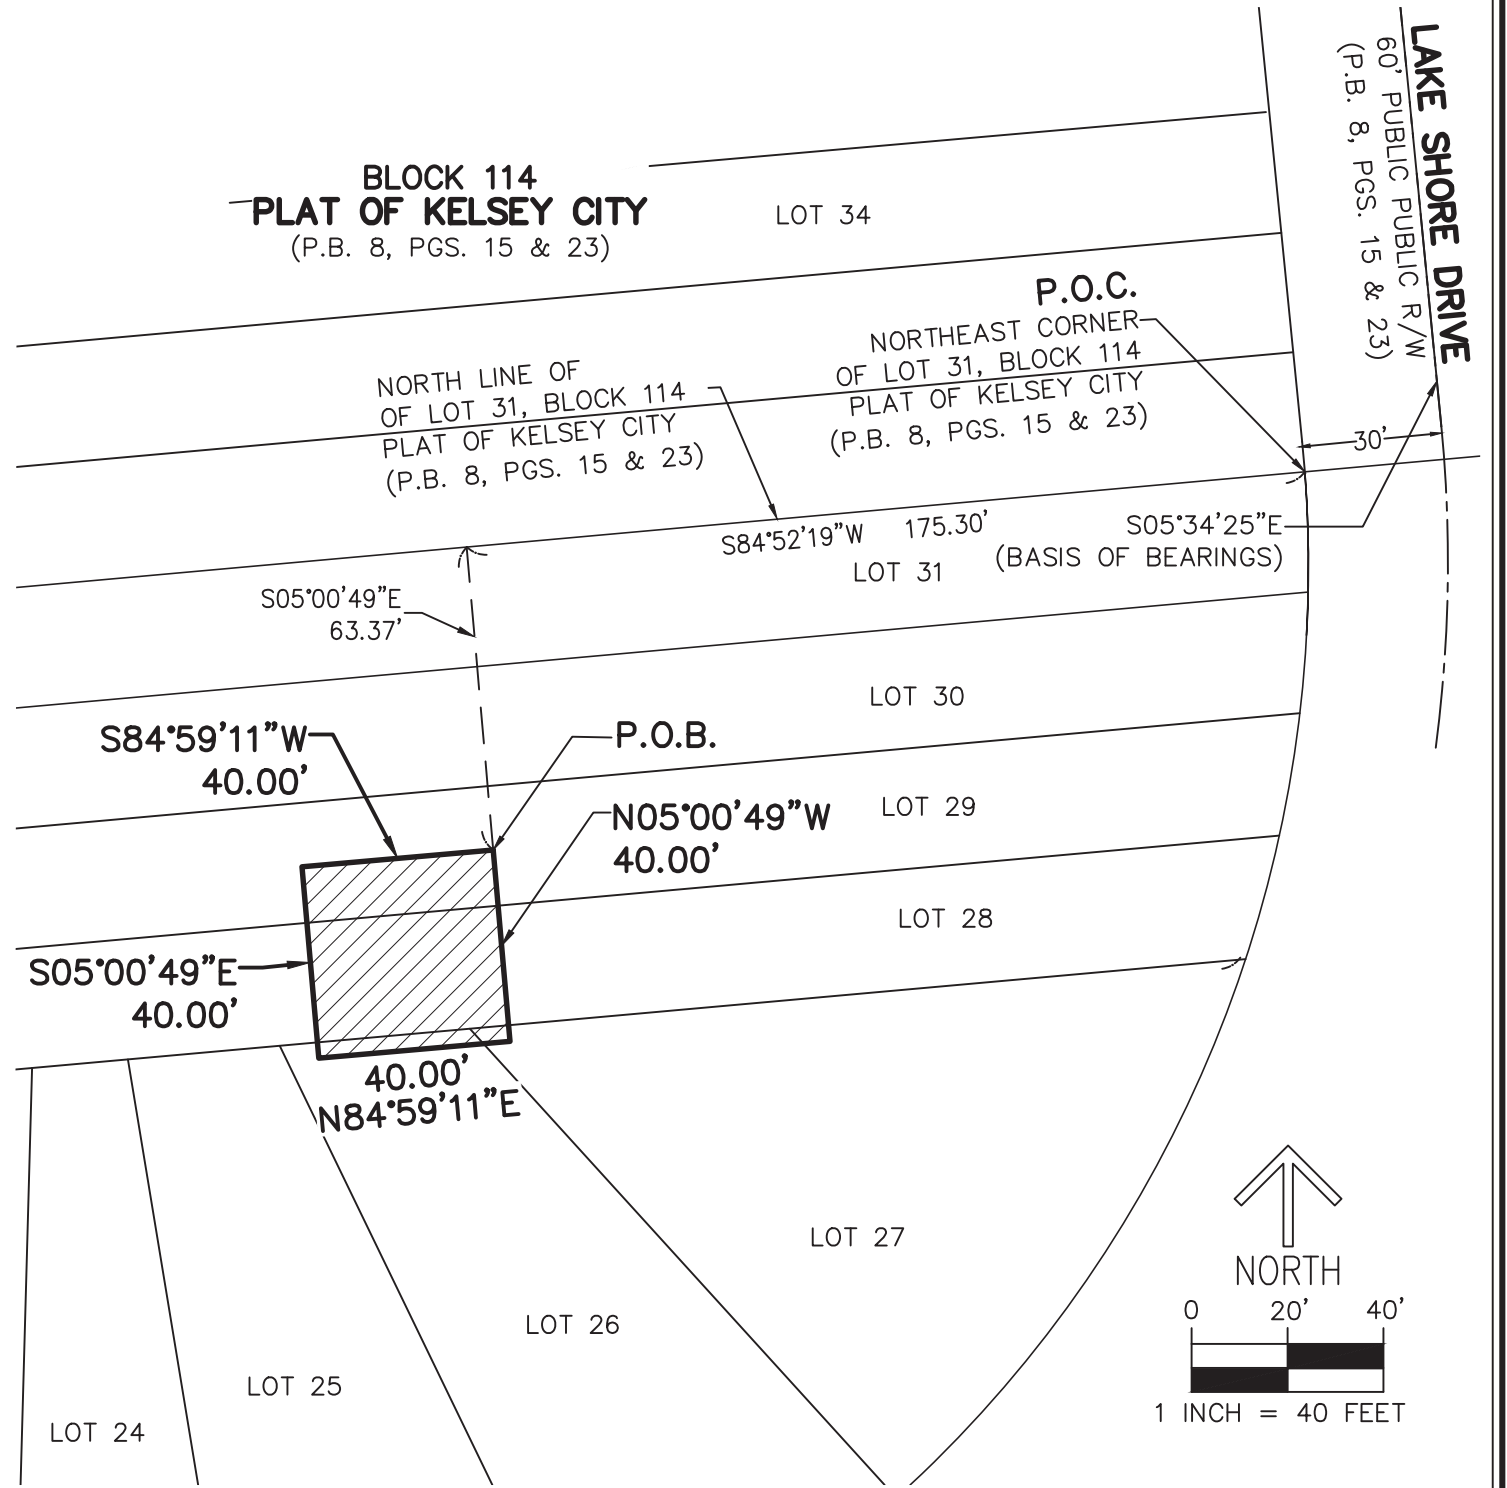 LAKE SHORE DRIVE
60' PUBLIC PUBLIC R/W
(P.B. 8, PGS. 15 & 23)
BLOCK 114
PLAT OF KELSEY CITY
(P.B. 8, PGS. 15 & 23)
LOT 34
P.O.C.
NORTHEAST CORNER
OF LOT 31, BLOCK 114
PLAT OF KELSEY CITY
(P.B. 8, PGS. 15 & 23)
NORTH LINE OF
OF LOT 31, BLOCK 114
PLAT OF KELSEY CITY
(P.B. 8, PGS. 15 & 23)
30'
S84°52'19"W 175.30'
S05°34'25"E
(BASIS OF BEARINGS)
LOT 31
S05°00'49"E
63.37'
LOT 30
S84°59'11"W
40.00'
P.O.B.
N05°00'49"W
40.00'
LOT 29
LOT 28
S05°00'49"E
40.00'
40.00'
N84°59'11"E
LOT 27
LOT 26
LOT 25
LOT 24
NORTH
0 20' 40'
1 INCH = 40 FEET